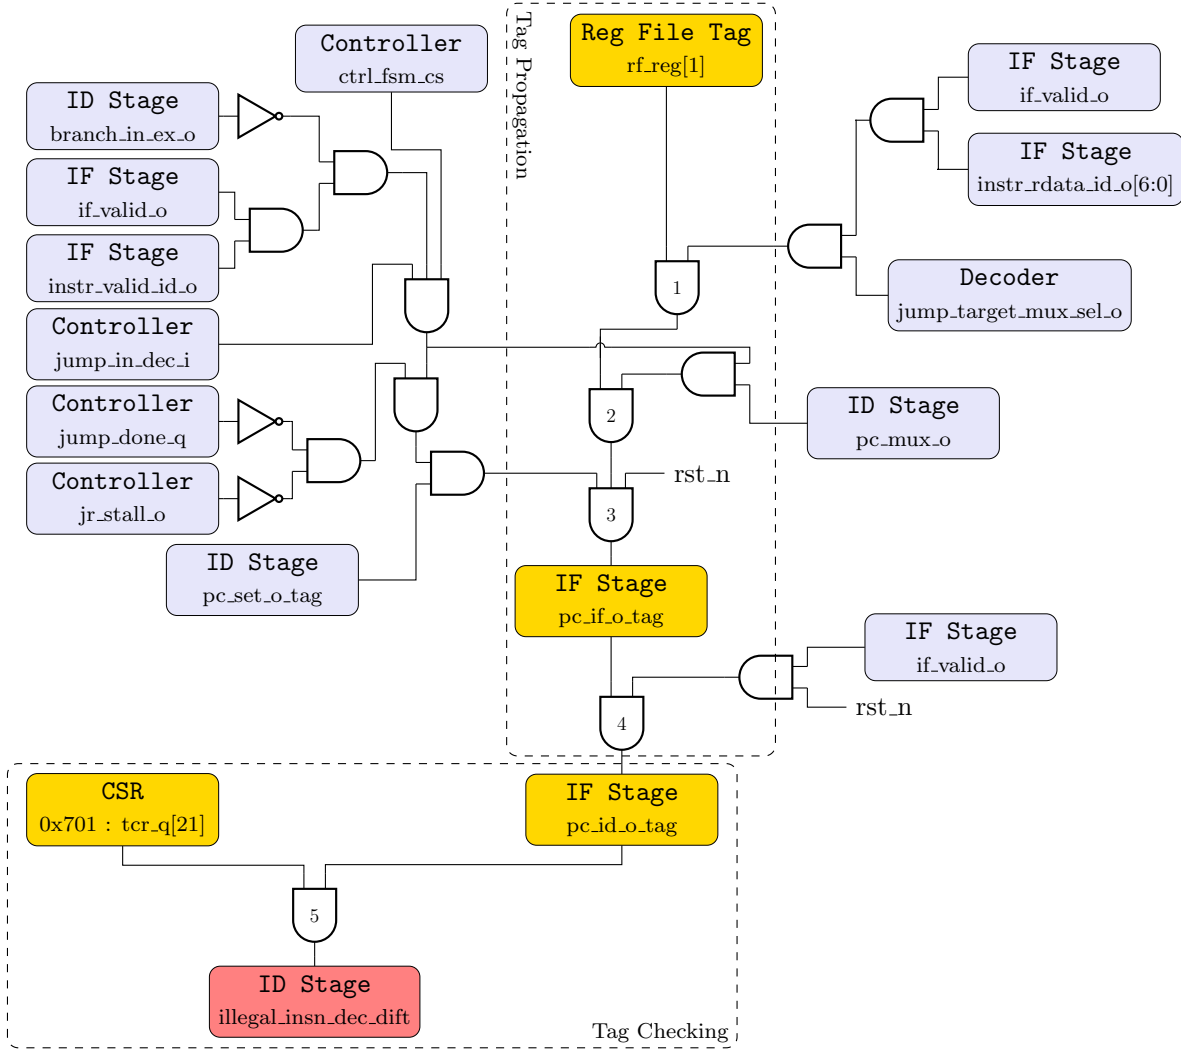 Tag Propagation
Reg File Tag
rf_reg[1]
Controller
ctrl_fsm_cs
IF Stage
if_valid_o
ID Stage
branch_in_ex_o
IF Stage
instr_rdata_id_o[6:0]
IF Stage
if_valid_o
IF Stage
instr_valid_id_o
Decoder
jump_target_mux_sel_o
1
Controller
jump_in_dec_i
Controller
jump_done_q
2
ID Stage
pc_mux_o
Controller
jr_stall_o
rst_n
3
ID Stage
pc_set_o_tag
IF Stage
pc_if_o_tag
IF Stage
if_valid_o
rst_n
4
CSR
0x701 : tcr_q[21]
IF Stage
pc_id_o_tag
5
ID Stage
illegal_insn_dec_dift
Tag Checking